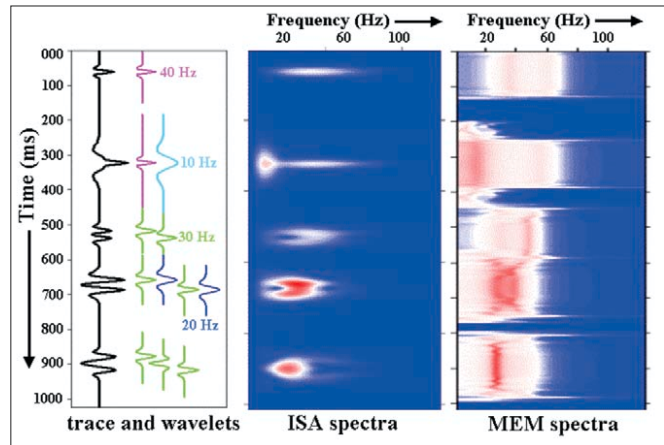 Frequency (Hz)
Frequency (Hz)
20 60 100
20 60 100
Time (ms)
000
100
200
300
400
500
600
700
800
900
1000
40 Hz
10 Hz
30 Hz
20 Hz
trace and wavelets
ISA spectra
MEM spectra